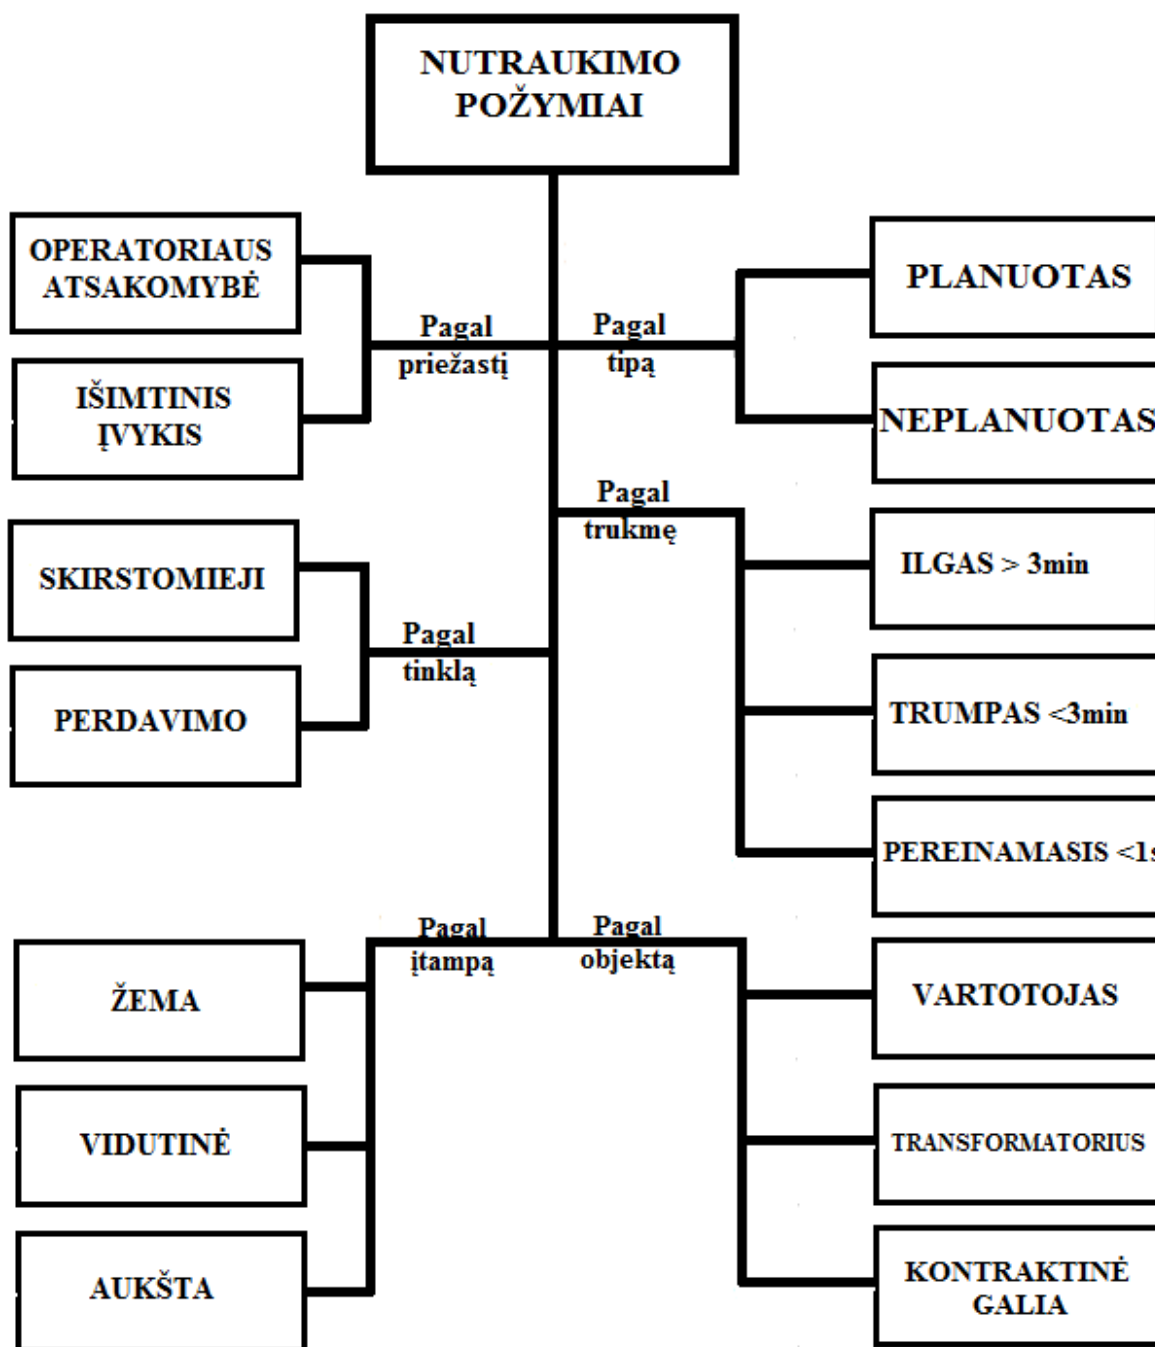 NUTRAUKIMO
POŽYMIAI
OPERATORIAUS
ATSAKOMYBĖ
IŠIMTINIS
ĮVYKIS
Pagal
priežastį
Pagal
tipą
PLANUOTAS
NEPLANUOTAS
Pagal
trukmę
ILGAS > 3min
TRUMPAS <3min
PEREINAMASIS <1s
SKIRSTOMIEJI
PERDAVIMO
Pagal
tinklą
Pagal
įtampą
ŽEMA
VIDUTINĖ
AUKŠTA
Pagal
objektą
VARTOTOJAS
TRANSFORMATORIUS
KONTRAKTINĖ
GALIA